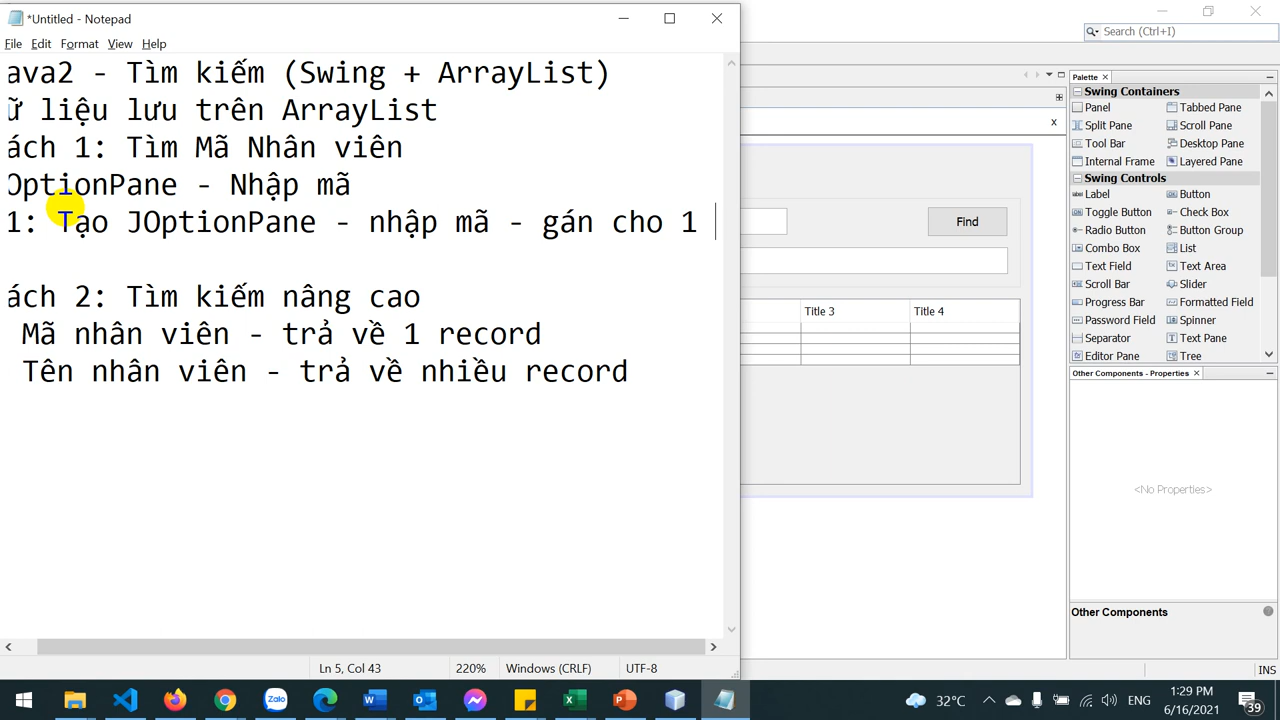 *Untitled - Notepad
File Edit Format View Help
ava2 - Tìm kiếm (Swing + ArrayList)
ữ liệu lưu trên ArrayList
ách 1: Tìm Mã Nhân viên
OptionPane - Nhập mã
1: Tạo JOptionPane - nhập mã - gán cho 1
ách 2: Tìm kiếm nâng cao
Mã nhân viên - trả về 1 record
Tên nhân viên - trả về nhiều record
Ln 5, Col 43 220% Windows (CRLF) UTF-8
Search (Ctrl+I)
x
Find
Title 3 Title 4
Palette
Swing Containers
Panel Tabbed Pane
Split Pane Scroll Pane
Tool Bar Desktop Pane
Internal Frame Layered Pane
Swing Controls
Label Button
Toggle Button Check Box
Radio Button Button Group
Combo Box List
Text Field Text Area
Scroll Bar Slider
Progress Bar Formatted Field
Password Field Spinner
Separator Text Pane
Editor Pane Tree
Other Components - Properties
<No Properties>
Other Components
INS
32°C ENG 1:29 PM
6/16/2021 39
Zalo